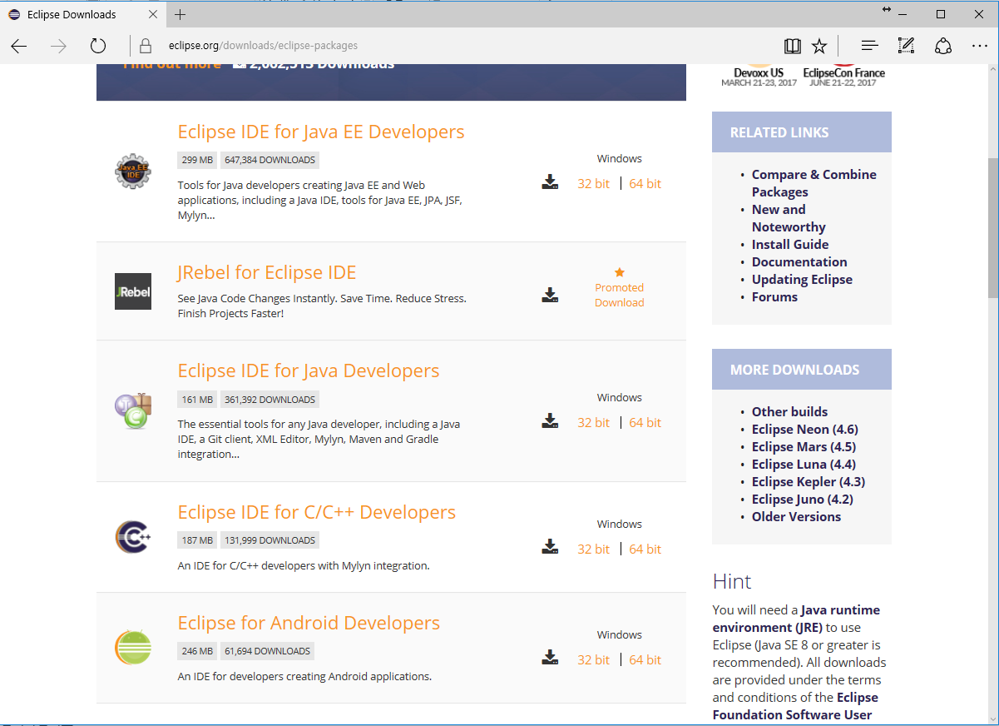 Eclipse Downloads
eclipse.org/downloads/eclipse-packages
Find out more 2,062,513 Downloads
Devoxx US EclipseCon France
MARCH 21-23, 2017 JUNE 21-22, 2017
Eclipse IDE for Java EE Developers
299 MB 647,384 DOWNLOADS
Tools for Java developers creating Java EE and Web
applications, including a Java IDE, tools for Java EE, JPA, JSF,
Mylyn...
Java EE
IDE
Windows
32 bit | 64 bit
JRebel for Eclipse IDE
See Java Code Changes Instantly. Save Time. Reduce Stress.
Finish Projects Faster!
JRebel
Promoted
Download
Eclipse IDE for Java Developers
161 MB 361,392 DOWNLOADS
The essential tools for any Java developer, including a Java
IDE, a Git client, XML Editor, Mylyn, Maven and Gradle
integration...
Windows
32 bit | 64 bit
Eclipse IDE for C/C++ Developers
187 MB 131,999 DOWNLOADS
An IDE for C/C++ developers with Mylyn integration.
C++
Windows
32 bit | 64 bit
Eclipse for Android Developers
246 MB 61,694 DOWNLOADS
An IDE for developers creating Android applications.
Windows
32 bit | 64 bit
RELATED LINKS
• Compare & Combine
Packages
• New and
Noteworthy
• Install Guide
• Documentation
• Updating Eclipse
• Forums
MORE DOWNLOADS
• Other builds
• Eclipse Neon (4.6)
• Eclipse Mars (4.5)
• Eclipse Luna (4.4)
• Eclipse Kepler (4.3)
• Eclipse Juno (4.2)
• Older Versions
Hint
You will need a Java runtime
environment (JRE) to use
Eclipse (Java SE 8 or greater is
recommended). All downloads
are provided under the terms
and conditions of the Eclipse
Foundation Software User